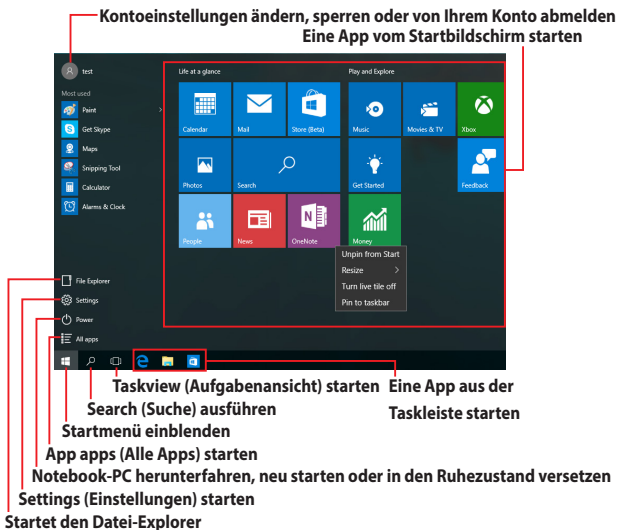 Kontoeinstellungen ändern, sperren oder von Ihrem Konto abmelden
Eine App vom Startbildschirm starten
test
Life at a glance
Play and Explore
Most used
Paint
Get Skype
Maps
Snipping Tool
Calculator
Alarms & Clock
Calendar
Mail
Store (Beta)
Music
Movies & TV
Xbox
Photos
Search
Get Started
Feedback
People
News
OneNote
Money
Unpin from Start
Resize
Turn live tile off
Pin to taskbar
File Explorer
Settings
Power
All apps
Taskview (Aufgabenansicht) starten
Eine App aus der
Taskleiste starten
Search (Suche) ausführen
Startmenü einblenden
App apps (Alle Apps) starten
Notebook-PC herunterfahren, neu starten oder in den Ruhezustand versetzen
Settings (Einstellungen) starten
Startet den Datei-Explorer